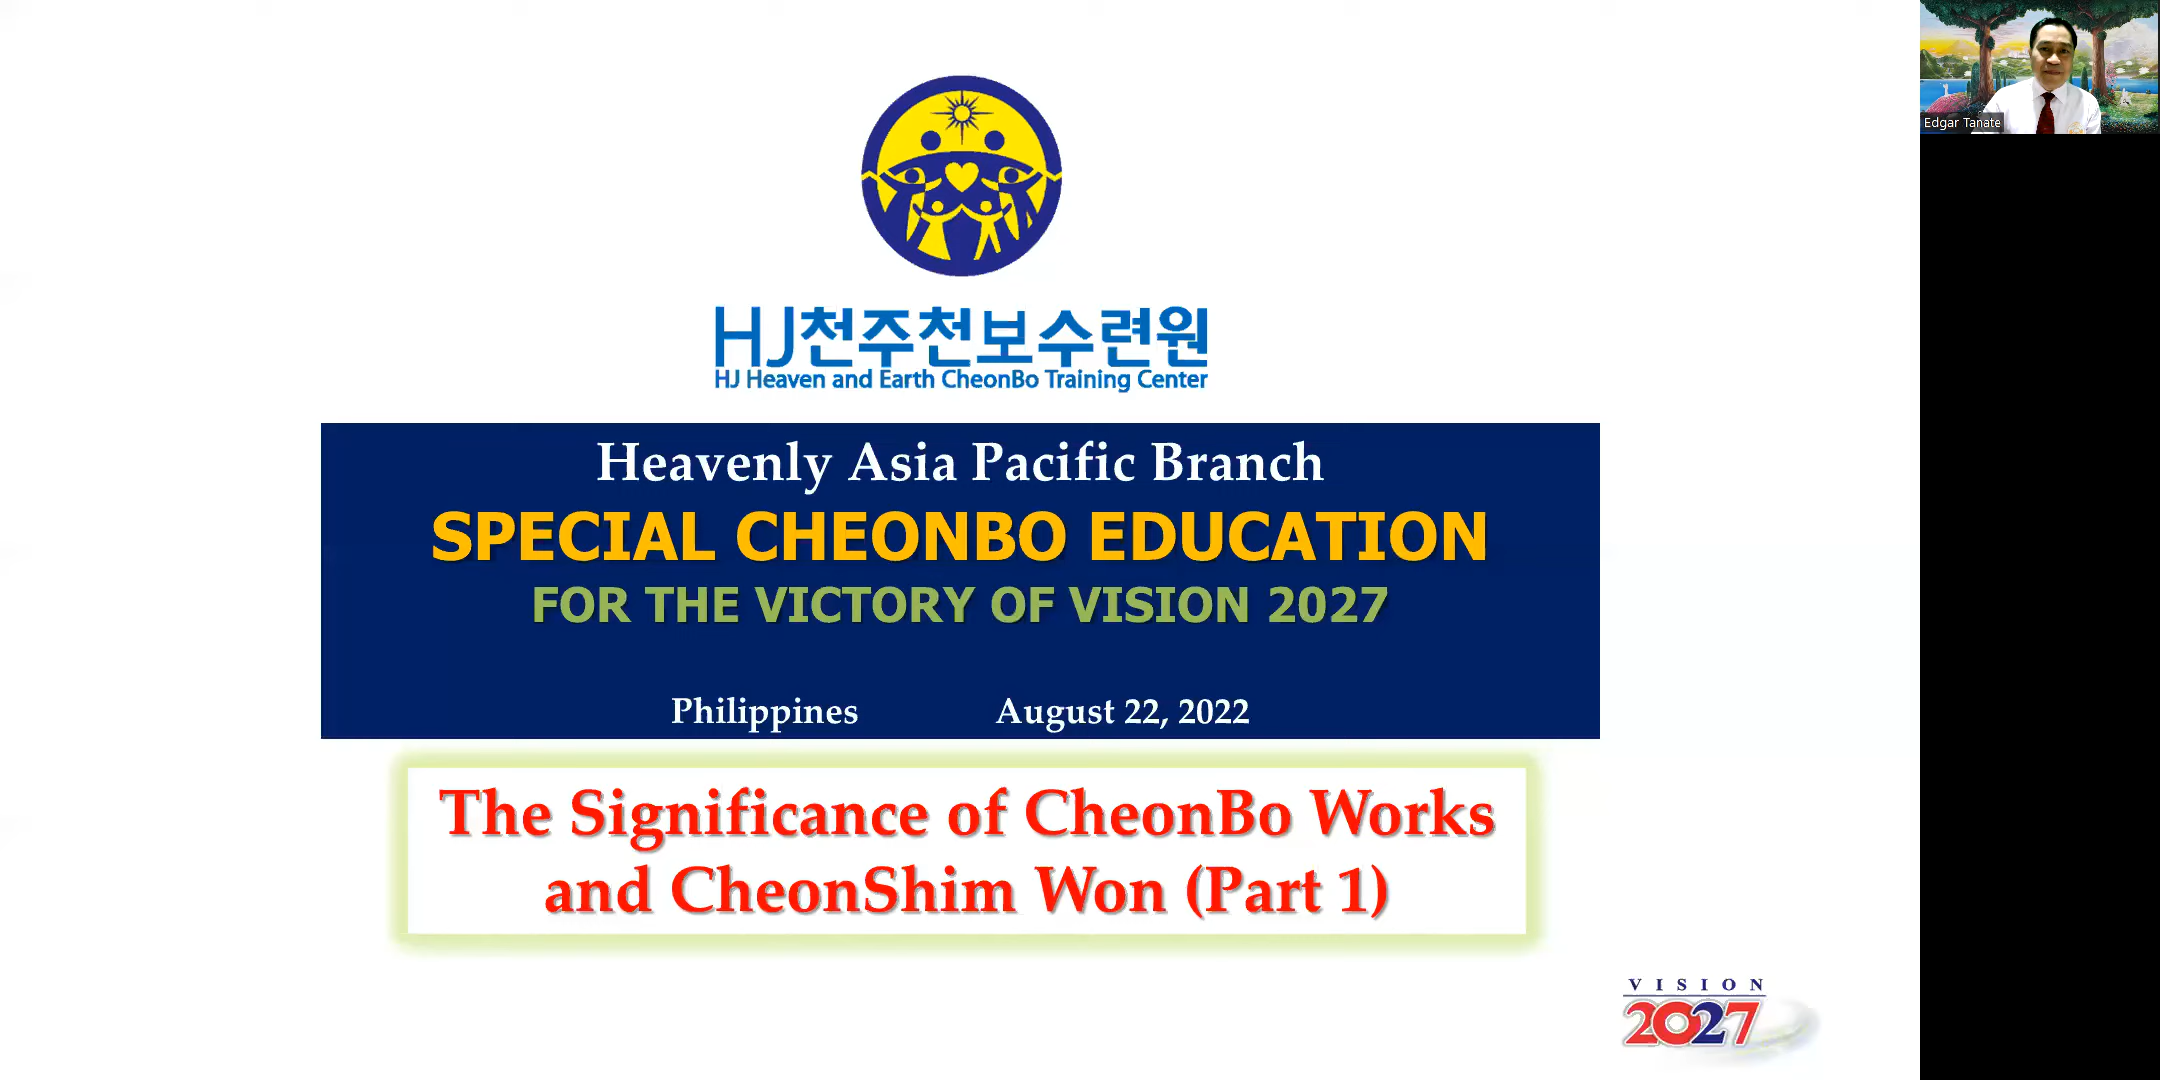 HJ천주천보수련원
HJ Heaven and Earth CheonBo Training Center
Heavenly Asia Pacific Branch
SPECIAL CHEONBO EDUCATION
FOR THE VICTORY OF VISION 2027
Philippines August 22, 2022
The Significance of CheonBo Works
and CheonShim Won (Part 1)
VISION
2027
Edgar Tanate